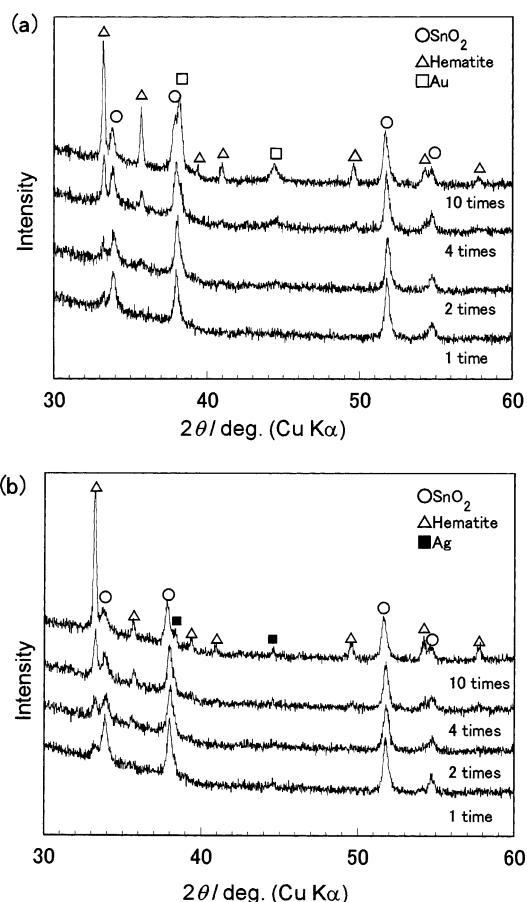 (a)
○SnO₂
△Hematite
□Au
Intensity
10 times
4 times
2 times
1 time
30
40
50
60
2θ/ deg. (Cu Kα)
(b)
○SnO₂
△Hematite
■Ag
Intensity
10 times
4 times
2 times
1 time
30
40
50
60
2θ/ deg. (Cu Kα)